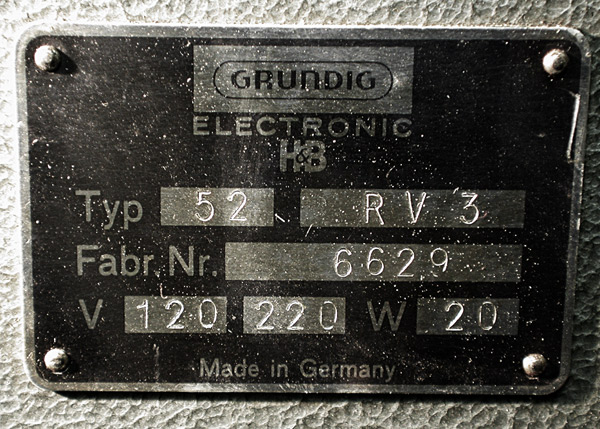 GRUNDIG
ELECTRONIC
H&B
Typ 52 RV 3
Fabr. Nr. 6629
V 120 220 W 20
Made in Germany